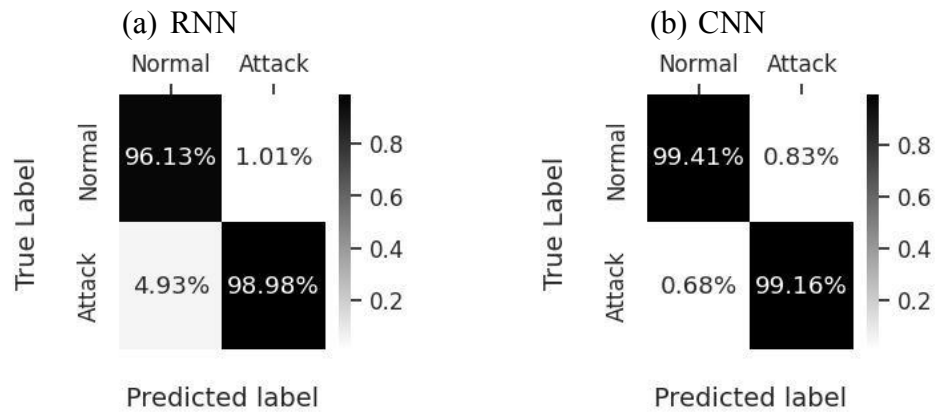 (a) RNN
Normal Attack
True Label
Normal
Attack
96.13% 1.01%
4.93% 98.98%
0.8
0.6
0.4
0.2
Predicted label
(b) CNN
Normal Attack
True Label
Normal
Attack
99.41% 0.83%
0.68% 99.16%
0.8
0.6
0.4
0.2
Predicted label